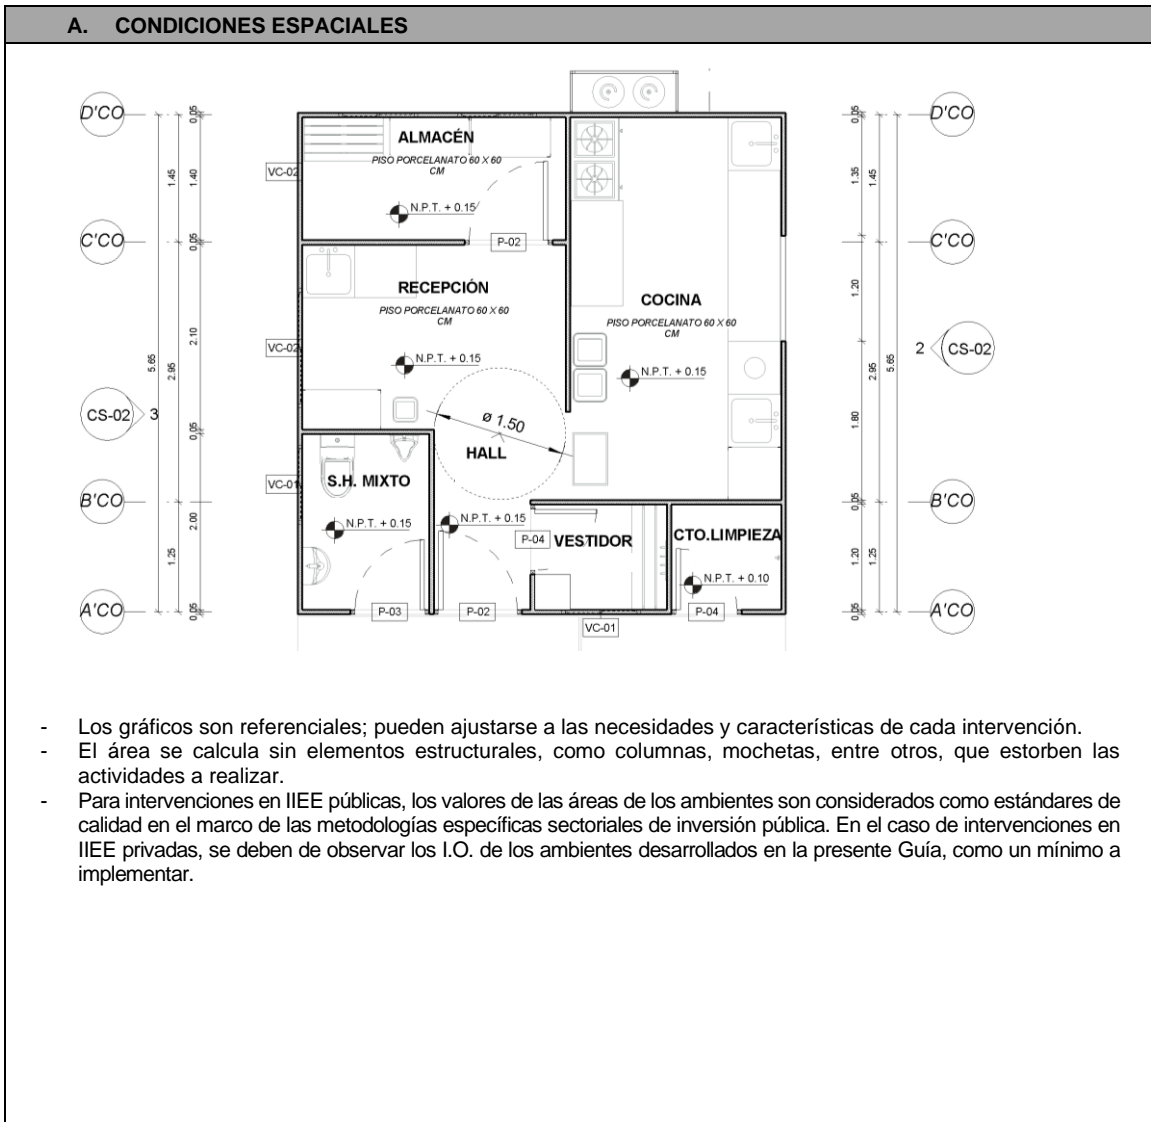 A. CONDICIONES ESPACIALES
D'CO
D'CO
0.05
0.05
ALMACÉN
PISO PORCELANATO 60 X 60
CM
VC-02
1.45
1.40
1.35
1.45
N.P.T. + 0.15
C'CO
C'CO
0.05
P-02
RECEPCIÓN
PISO PORCELANATO 60 X 60
CM
COCINA
PISO PORCELANATO 60 X 60
CM
1.20
2.10
VC-02
N.P.T. + 0.15
N.P.T. + 0.15
2 CS-02
5.65
2.95
2.95
5.65
CS-02 3
0.05
ø 1.50
1.80
HALL
S.H. MIXTO
VC-01
B'CO
B'CO
0.05
2.00
N.P.T. + 0.15
N.P.T. + 0.15
P-04
VESTIDOR
CTO.LIMPIEZA
1.25
1.20
1.25
N.P.T. + 0.10
A'CO
A'CO
0.05
0.05
P-03
P-02
P-04
VC-01
- Los gráficos son referenciales; pueden ajustarse a las necesidades y características de cada intervención.
- El área se calcula sin elementos estructurales, como columnas, mochetas, entre otros, que estorben las
actividades a realizar.
- Para intervenciones en IIEE públicas, los valores de las áreas de los ambientes son considerados como estándares de
calidad en el marco de las metodologías específicas sectoriales de inversión pública. En el caso de intervenciones en
IIEE privadas, se deben de observar los I.O. de los ambientes desarrollados en la presente Guía, como un mínimo a
implementar.